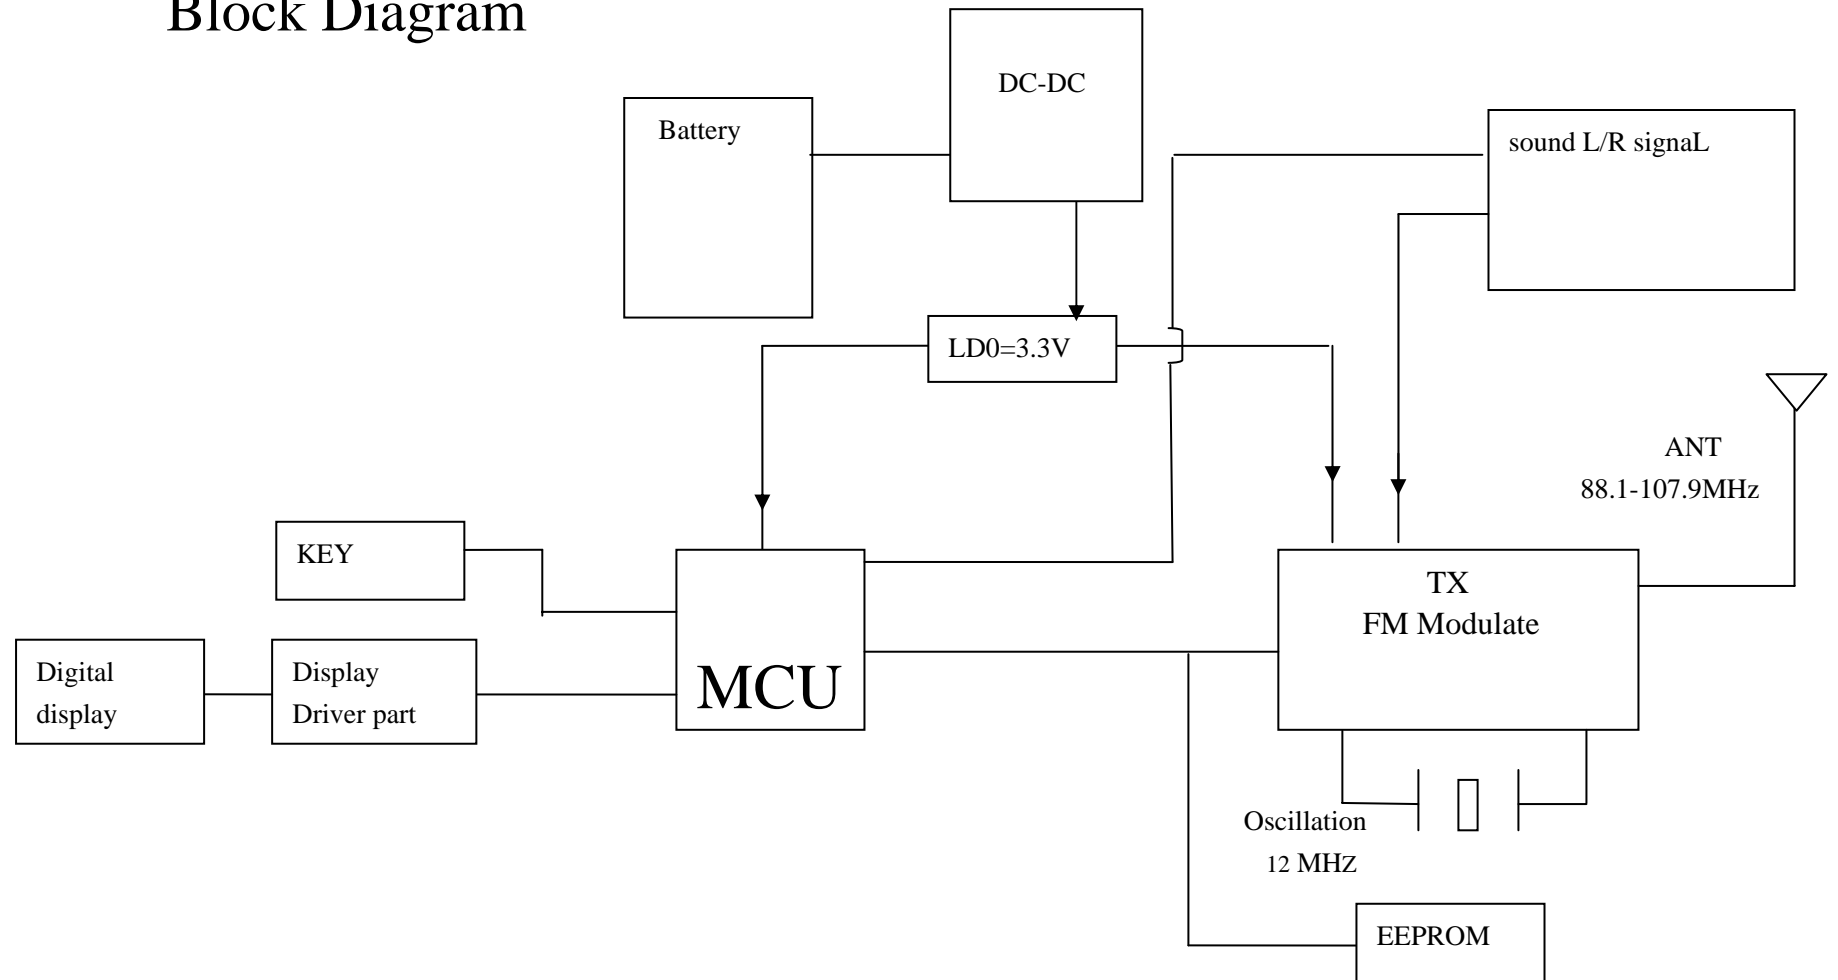 Block Diagram
DC-DC
Battery
sound L/R signaL
LD0=3.3V
ANT
88.1-107.9MHz
KEY
TX
FM Modulate
MCU
Digital
display
Display
Driver part
Oscillation
12 MHZ
EEPROM